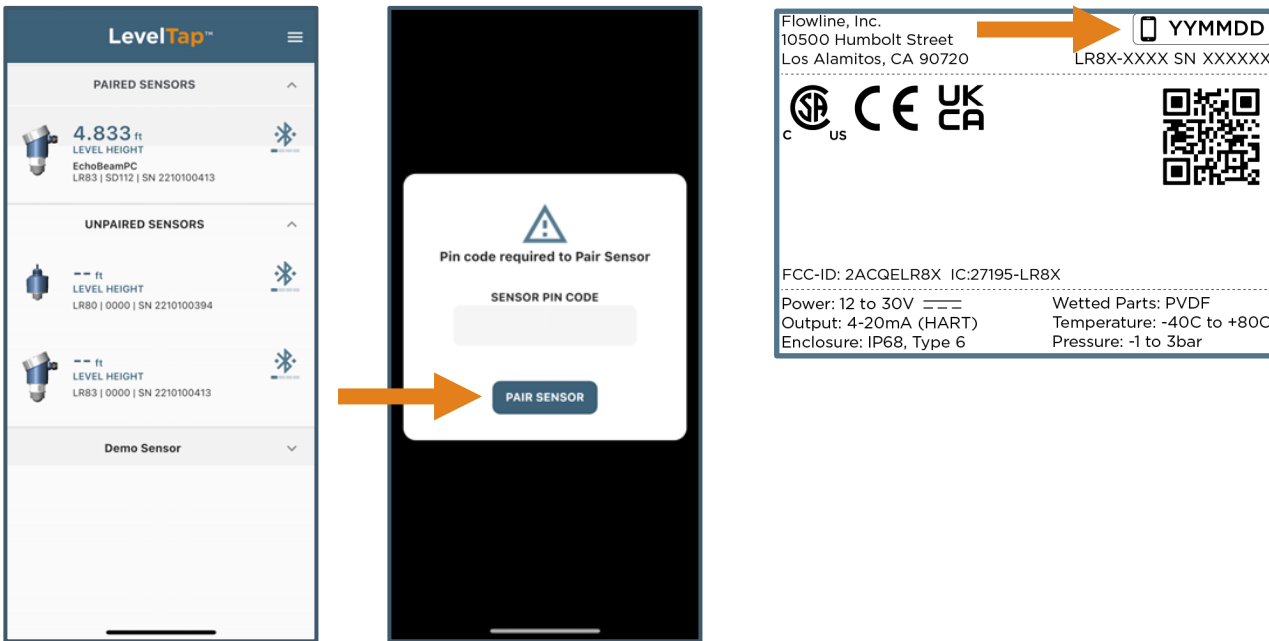 LevelTap™
PAIRED SENSORS
4.833 ft
LEVEL HEIGHT
EchoBeamPC
LR83 | SD112 | SN 2210100413
UNPAIRED SENSORS
-- ft
LEVEL HEIGHT
LR80 | 0000 | SN 2210100394
-- ft
LEVEL HEIGHT
LR83 | 0000 | SN 2210100413
Demo Sensor
Pin code required to Pair Sensor
SENSOR PIN CODE
PAIR SENSOR
Flowline, Inc.
10500 Humbolt Street
Los Alamitos, CA 90720
YYMMDD
LR8X-XXXX SN XXXXXX
C SA US
CE
UK
CA
FCC-ID: 2ACQELR8X IC:27195-LR8X
Power: 12 to 30V
Output: 4-20mA (HART)
Enclosure: IP68, Type 6
Wetted Parts: PVDF
Temperature: -40C to +80C
Pressure: -1 to 3bar